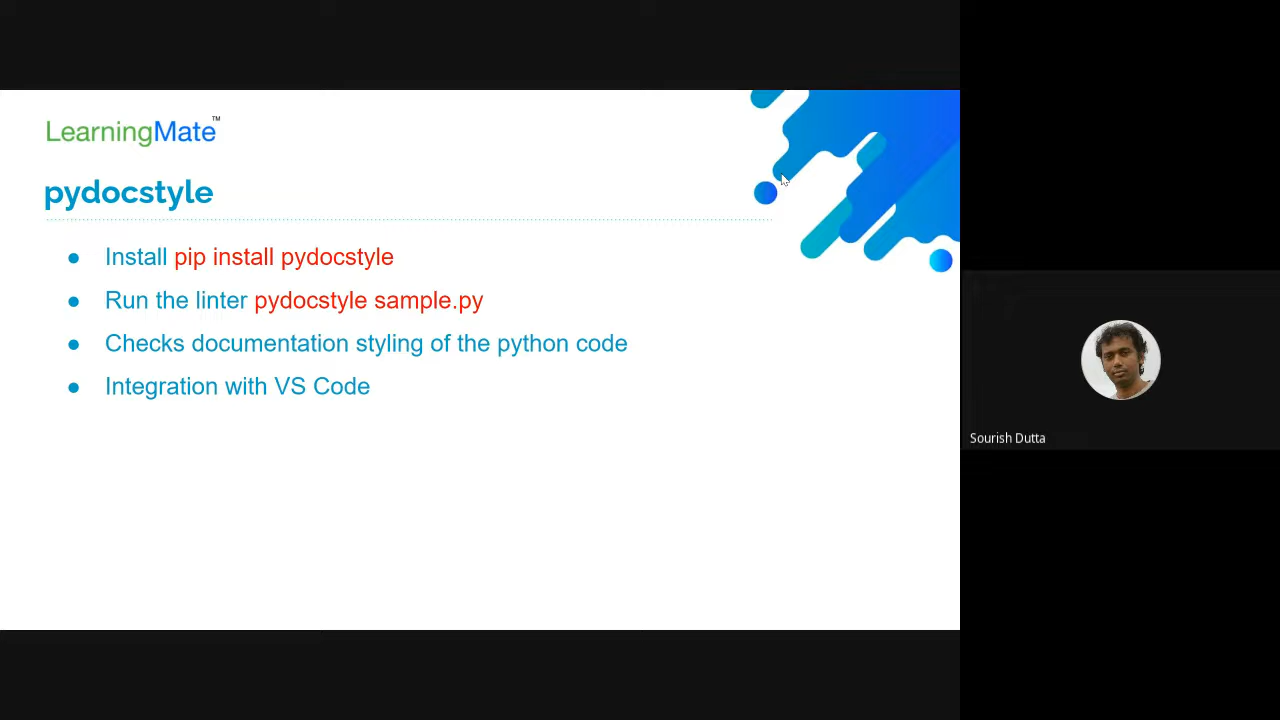 LearningMate™
pydocstyle
● Install pip install pydocstyle
● Run the linter pydocstyle sample.py
● Checks documentation styling of the python code
● Integration with VS Code
Sourish Dutta